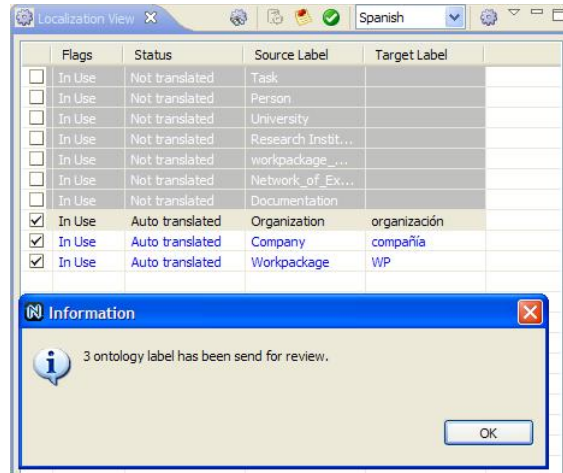 Localization View
Spanish
Flags Status Source Label Target Label
In Use Not translated Task
In Use Not translated Person
In Use Not translated University
In Use Not translated Research Instit...
In Use Not translated workpackage_...
In Use Not translated Network_of_Ex...
In Use Not translated Documentation
In Use Auto translated Organization organización
In Use Auto translated Company compañía
In Use Auto translated Workpackage WP
Information
3 ontology label has been send for review.
OK